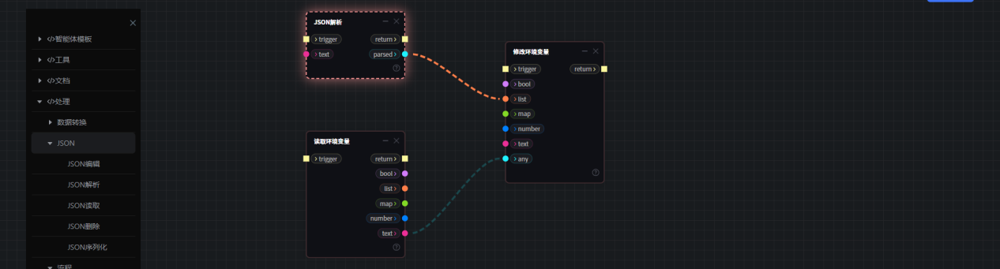 </>智能体模板
</>工具
</>文档
</>处理
数据转换
JSON
JSON编辑
JSON解析
JSON读取
JSON删除
JSON序列化
流程
JSON解析
trigger
return
text
parsed
读取环境变量
trigger
return
bool
list
map
number
text
修改环境变量
trigger
return
bool
list
map
number
text
any